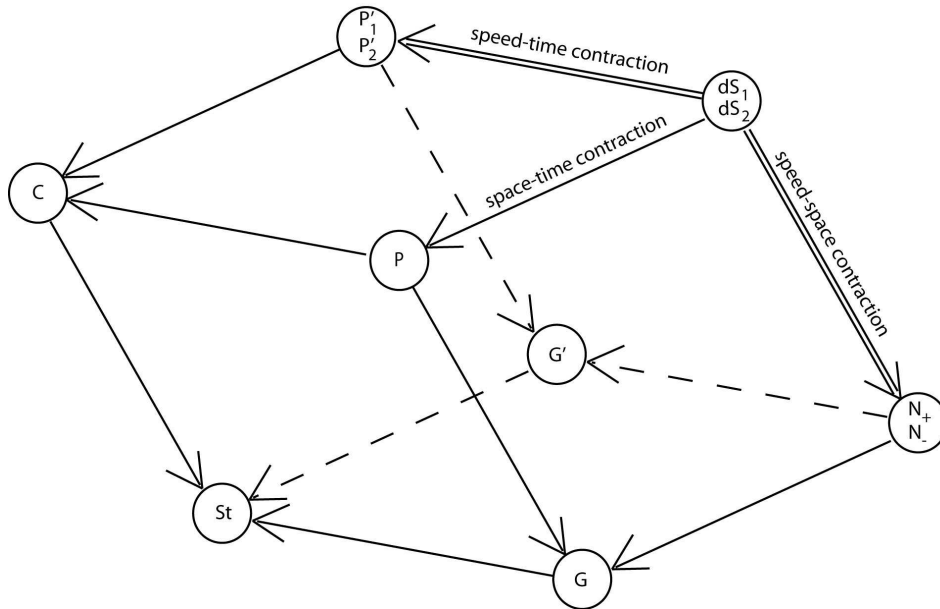 P′₁
P′₂
speed-time contraction
dS₁
dS₂
space-time contraction
speed-space contraction
C
P
G′
N₊
N₋
St
G